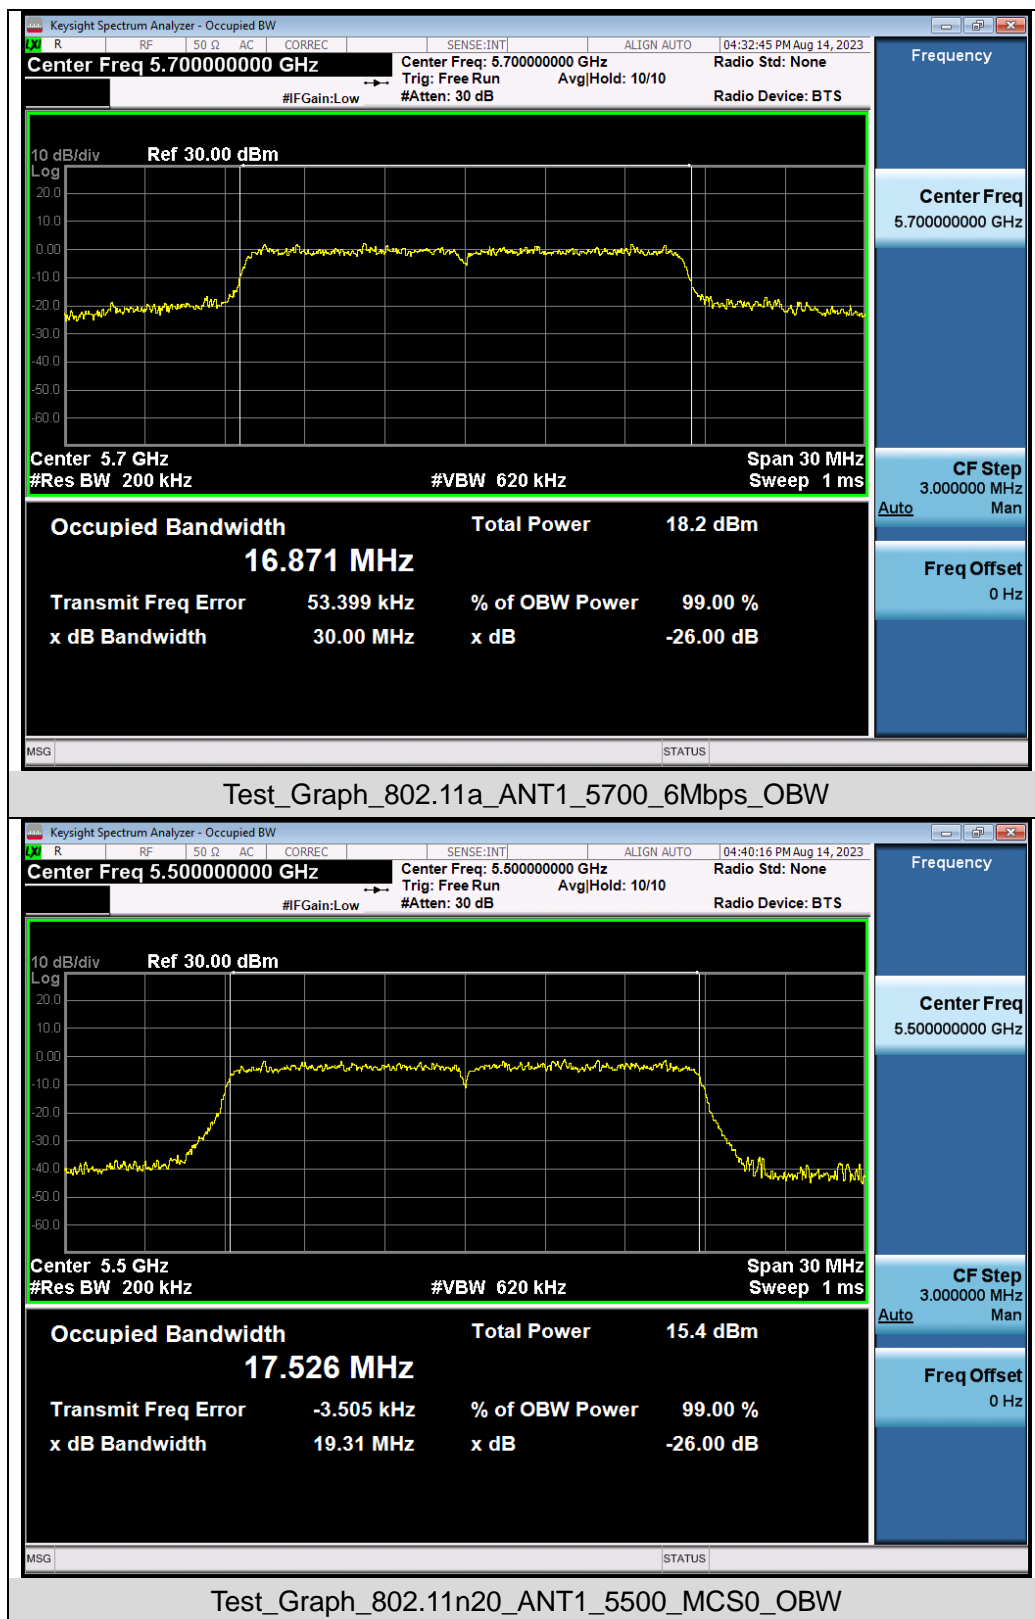 Keysight Spectrum Analyzer - Occupied BW
LXI R RF 50 Ω AC CORREC SENSE:INT ALIGN AUTO 04:32:45 PM Aug 14, 2023
Center Freq 5.700000000 GHz
Center Freq: 5.700000000 GHz Radio Std: None
Trig: Free Run Avg|Hold: 10/10
#IFGain:Low #Atten: 30 dB Radio Device: BTS
Frequency
10 dB/div Ref 30.00 dBm
Log
20.0
10.0
0.00
-10.0
-20.0
-30.0
-40.0
-50.0
-60.0
Center 5.7 GHz Span 30 MHz
#Res BW 200 kHz #VBW 620 kHz Sweep 1 ms
Center Freq
5.700000000 GHz
CF Step
3.000000 MHz
Auto Man
Freq Offset
0 Hz
Occupied Bandwidth Total Power 18.2 dBm
16.871 MHz
Transmit Freq Error 53.399 kHz % of OBW Power 99.00 %
x dB Bandwidth 30.00 MHz x dB -26.00 dB
MSG STATUS
Test_Graph_802.11a_ANT1_5700_6Mbps_OBW
Keysight Spectrum Analyzer - Occupied BW
LXI R RF 50 Ω AC CORREC SENSE:INT ALIGN AUTO 04:40:16 PM Aug 14, 2023
Center Freq 5.500000000 GHz
Center Freq: 5.500000000 GHz Radio Std: None
Trig: Free Run Avg|Hold: 10/10
#IFGain:Low #Atten: 30 dB Radio Device: BTS
Frequency
10 dB/div Ref 30.00 dBm
Log
20.0
10.0
0.00
-10.0
-20.0
-30.0
-40.0
-50.0
-60.0
Center 5.5 GHz Span 30 MHz
#Res BW 200 kHz #VBW 620 kHz Sweep 1 ms
Center Freq
5.500000000 GHz
CF Step
3.000000 MHz
Auto Man
Freq Offset
0 Hz
Occupied Bandwidth Total Power 15.4 dBm
17.526 MHz
Transmit Freq Error -3.505 kHz % of OBW Power 99.00 %
x dB Bandwidth 19.31 MHz x dB -26.00 dB
MSG STATUS
Test_Graph_802.11n20_ANT1_5500_MCS0_OBW